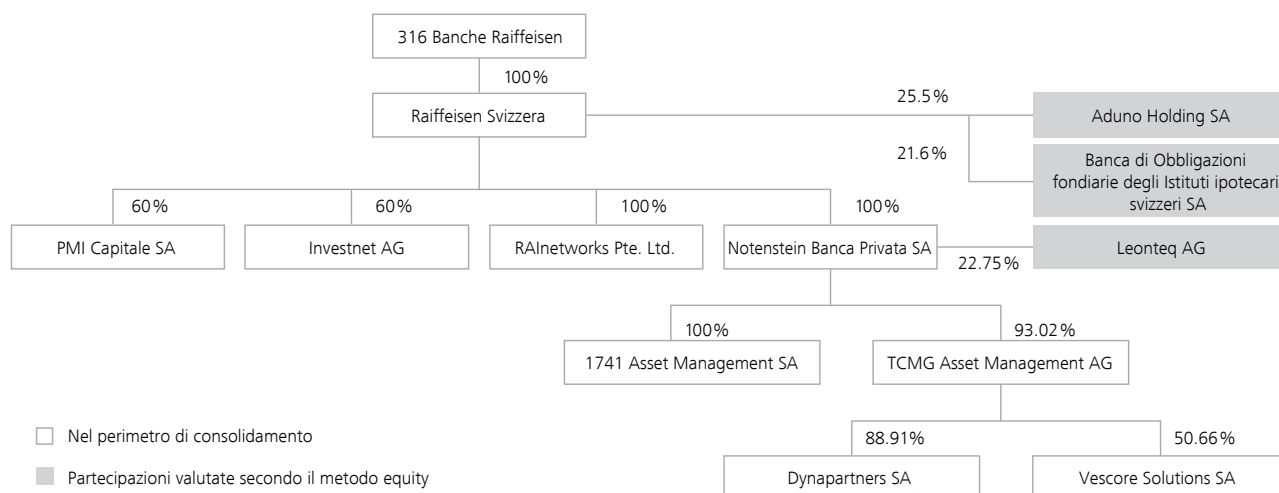 316 Banche Raiffeisen
100%
Raiffeisen Svizzera
25.5%
Aduno Holding SA
21.6%
Banca di Obbligazioni
fondiarie degli Istituti ipotecari
svizzeri SA
60%
60%
100%
100%
PMI Capitale SA
Investnet AG
RAInetworks Pte. Ltd.
Notenstein Banca Privata SA
22.75%
Leonteq AG
100%
93.02%
1741 Asset Management SA
TCMG Asset Management AG
Nel perimetro di consolidamento
88.91%
50.66%
Partecipazioni valutate secondo il metodo equity
Dynapartners SA
Vescore Solutions SA